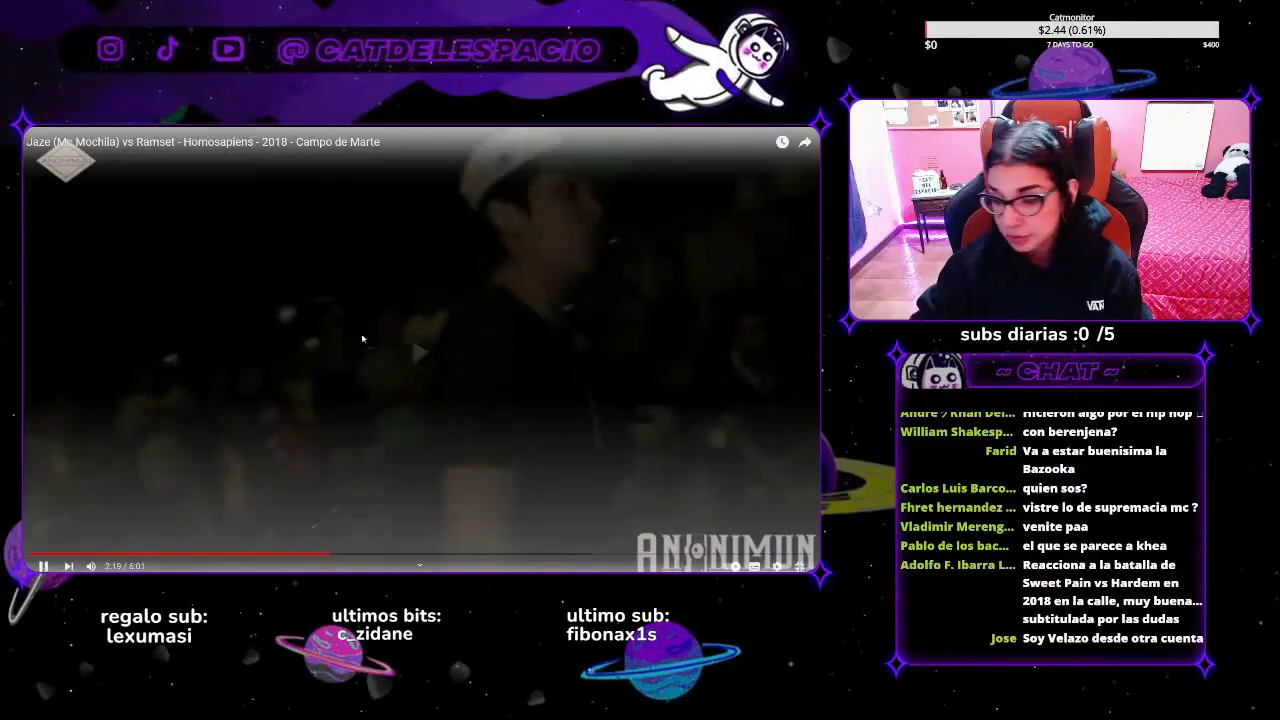 @ CATDELESPACIO
Catmonitor
$2.44 (0.61%)
$0
7 DAYS TO GO
$400
Jaze (Mc Mochila) vs Ramset - Homosapiens - 2018 - Campo de Marte
VAN
subs diarias :0 /5
~ CHAT ~
Hicieron algo por el hip hop
William Shakesp... con berenjena?
Farid Va a estar buenisima la
Bazooka
Carlos Luis Barco... quien sos?
Fhret hernandez ... vistre lo de supremacia mc ?
Vladimir Mereng... venite paa
Pablo de los bac... el que se parece a khea
Adolfo F. Ibarra L... Reacciona a la batalla de
Sweet Pain vs Hardem en
2018 en la calle, muy buena...
subtitulada por las dudas
Jose Soy Velazo desde otra cuenta
ANONIMUN
2:19 / 6:01
regalo sub:
lexumasi
ultimos bits:
c_zidane
ultimo sub:
fibonax1s